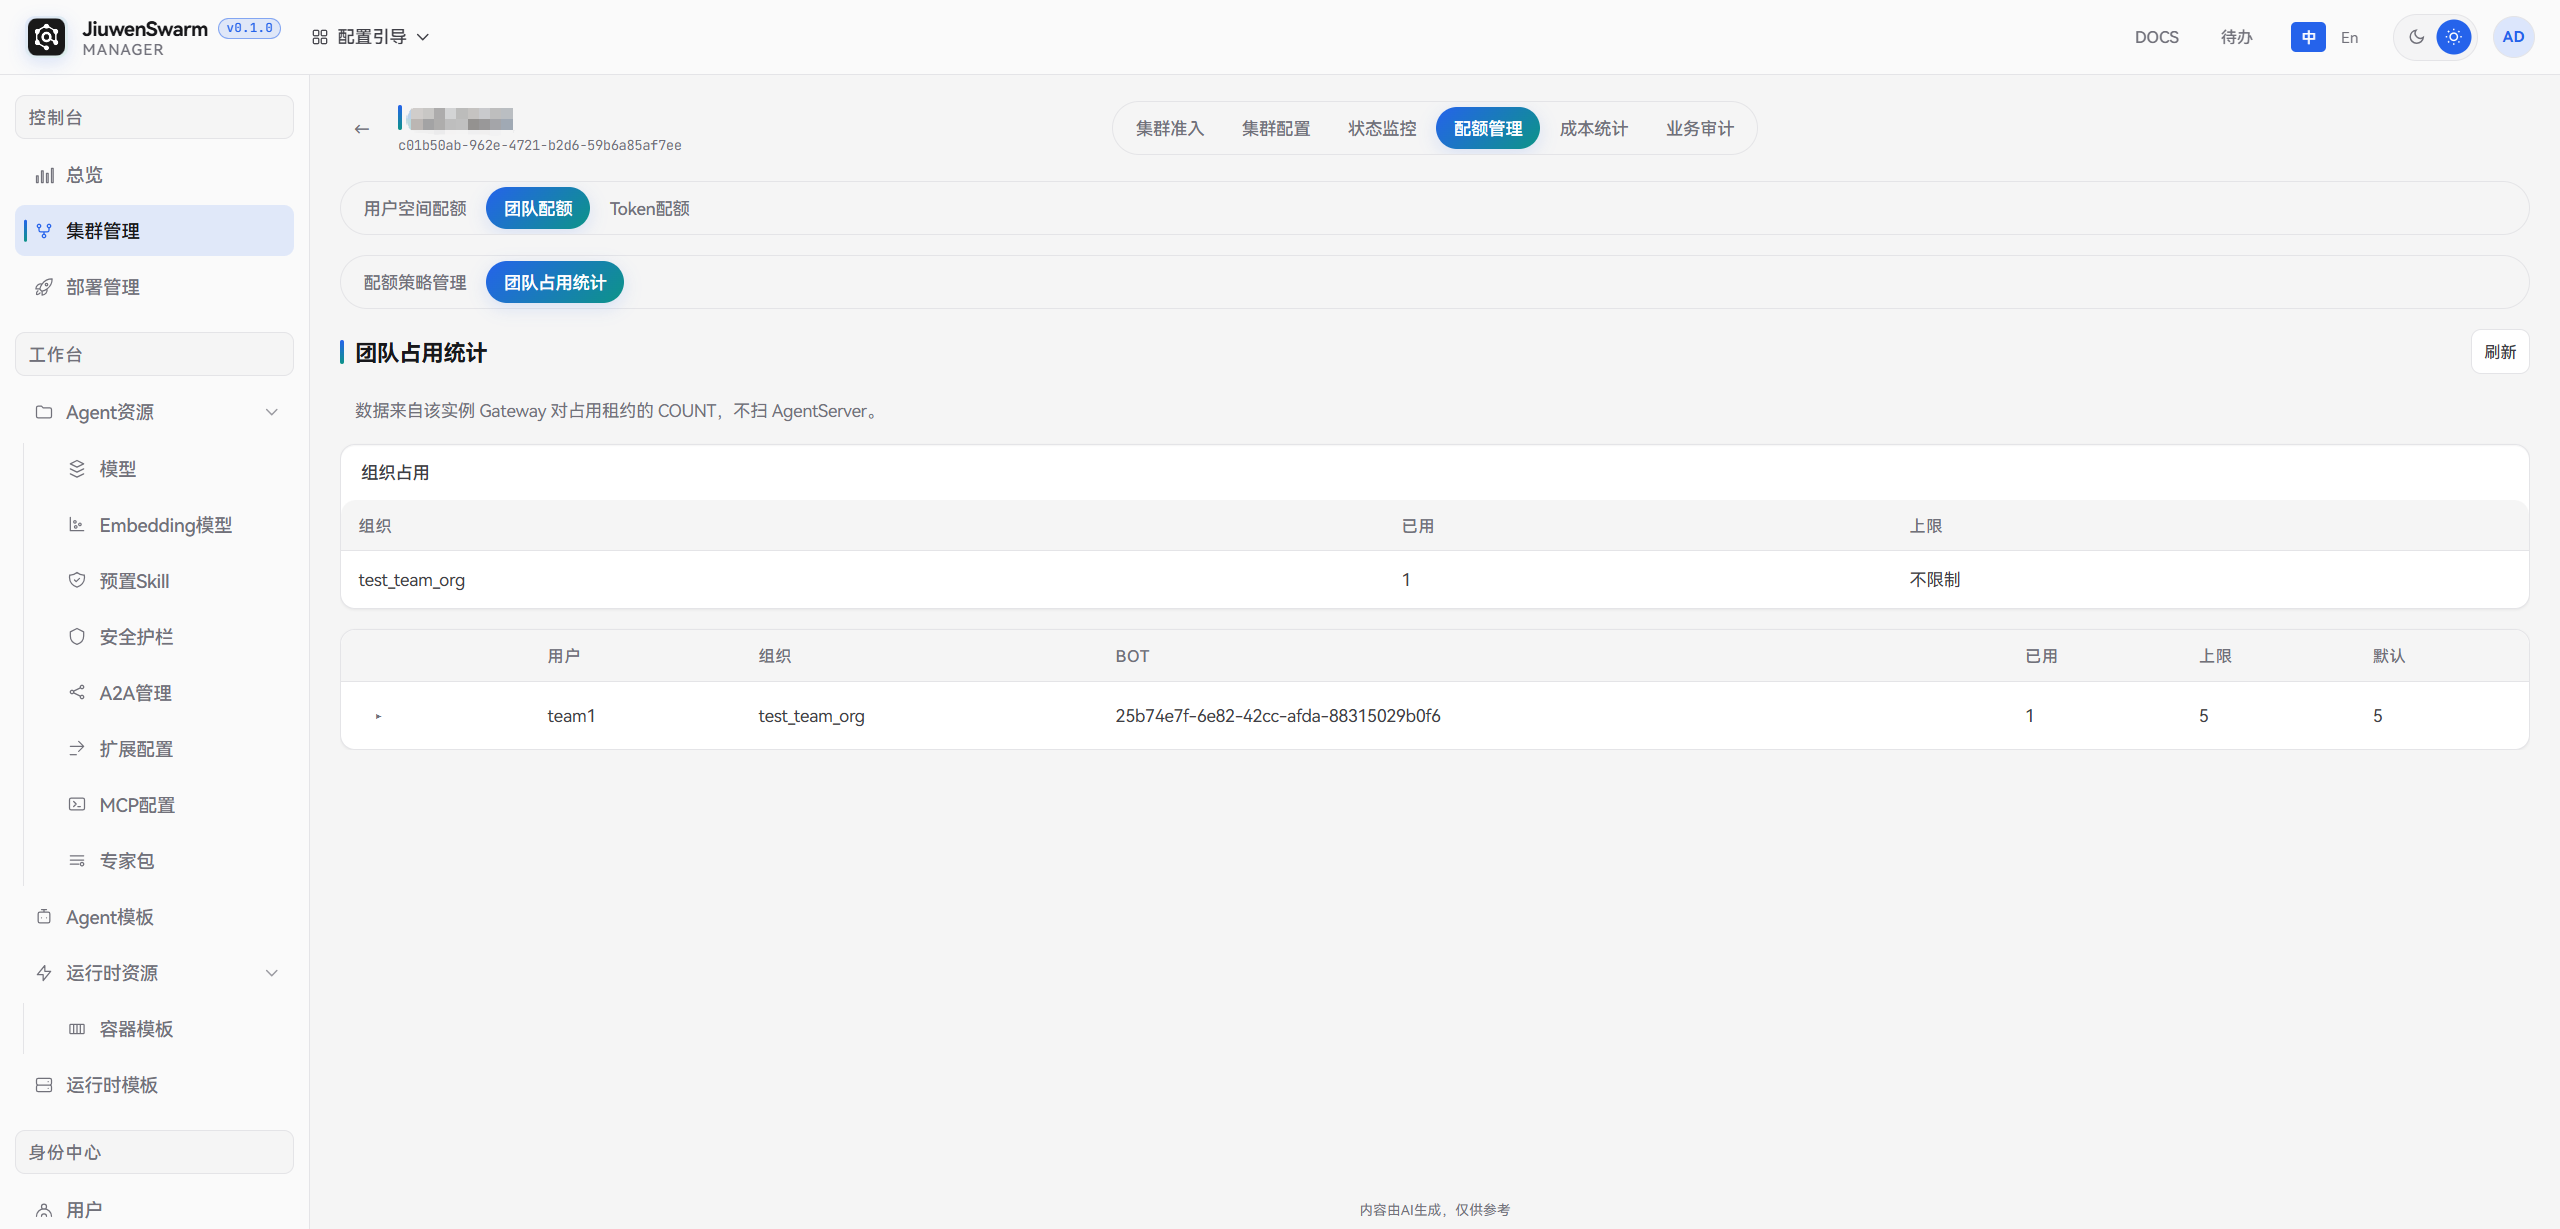 JiuwenSwarm v0.1.0
MANAGER
配置引导
DOCS 待办 中 En AD
控制台
总览
集群管理
部署管理
工作台
Agent资源
模型
Embedding模型
预置Skill
安全护栏
A2A管理
扩展配置
MCP配置
专家包
Agent模板
运行时资源
容器模板
运行时模板
身份中心
用户
c01b50ab-962e-4721-b2d6-59b6a85af7ee
集群准入 集群配置 状态监控 配额管理 成本统计 业务审计
用户空间配额 团队配额 Token配额
配额策略管理 团队占用统计
团队占用统计
刷新
数据来自该实例 Gateway 对占用租约的 COUNT，不扫 AgentServer。
组织占用
组织 已用 上限
test_team_org 1 不限制
用户 组织 BOT 已用 上限 默认
team1 test_team_org 25b74e7f-6e82-42cc-afda-88315029b0f6 1 5 5
内容由AI生成，仅供参考